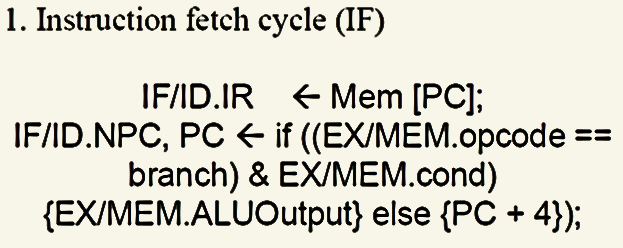 1. Instruction fetch cycle (IF)
IF/ID.IR ← Mem [PC];
IF/ID.NPC, PC ← if ((EX/MEM.opcode ==
branch) & EX/MEM.cond)
{EX/MEM.ALUOutput} else {PC + 4});